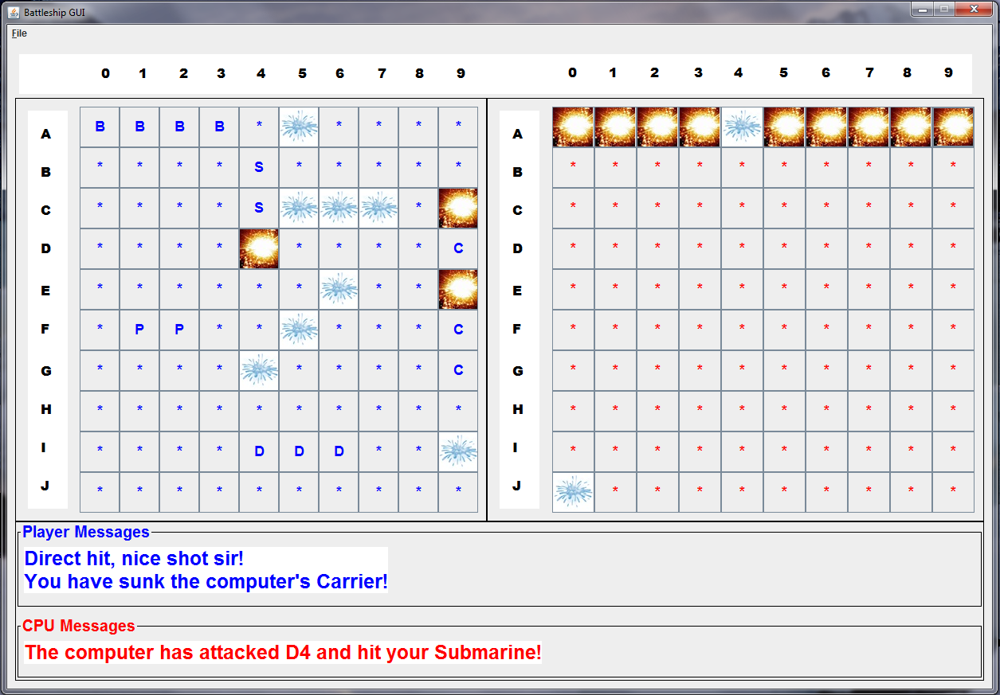 Battleship GUI
File
0 1 2 3 4 5 6 7 8 9 0 1 2 3 4 5 6 7 8 9
A B B B B * * * * * A
B * * * * S * * * * * B * * * * * * * * * *
C * * * * S * C * * * * * * * * * *
D * * * * * * * * C D * * * * * * * * * *
E * * * * * * * * E * * * * * * * * * *
F * P P * * * * * C F * * * * * * * * * *
G * * * * * * * * C G * * * * * * * * * *
H * * * * * * * * * * H * * * * * * * * * *
I * * * * D D D * * I * * * * * * * * * *
J * * * * * * * * * * J * * * * * * * * *
Player Messages
Direct hit, nice shot sir!
You have sunk the computer's Carrier!
CPU Messages
The computer has attacked D4 and hit your Submarine!